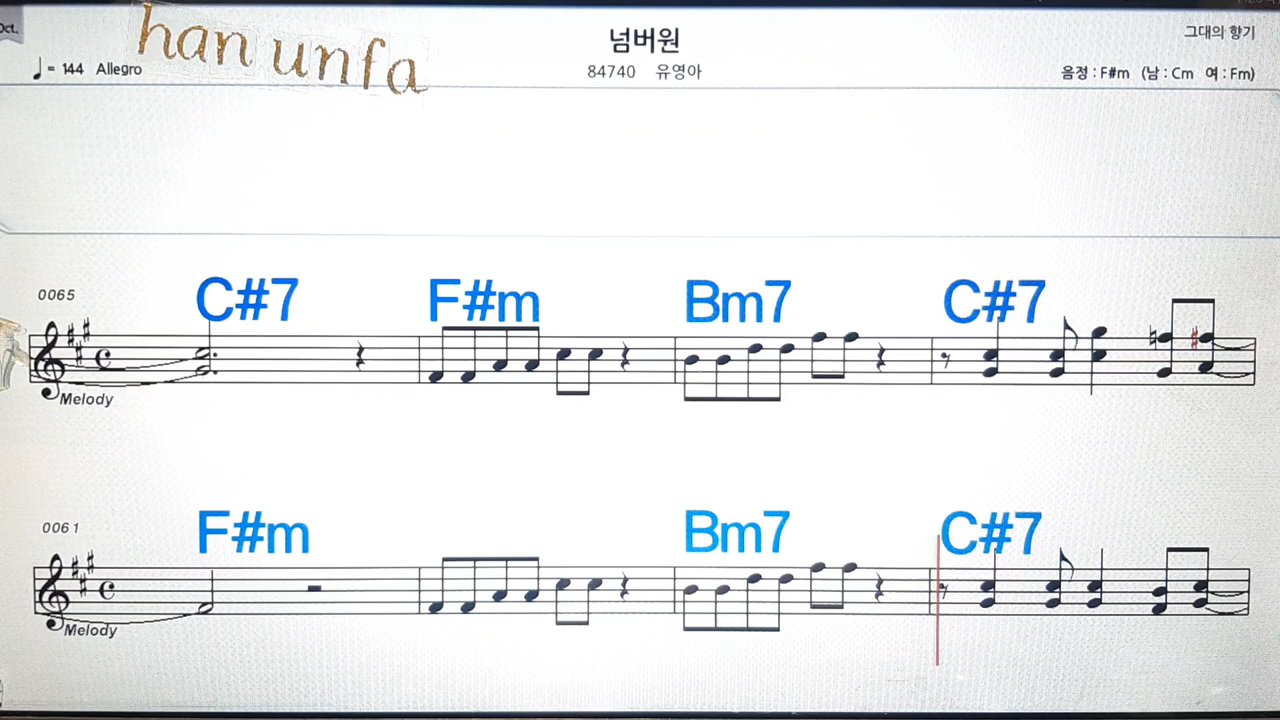 Oct.
han unfa
넘버원
그대의 향기
♩= 144 Allegro
84740 유영아
음정 : F#m (남 : Cm 여 : Fm)
C#7 F#m Bm7 C#7
0065
Melody
F#m Bm7 C#7
0061
Melody